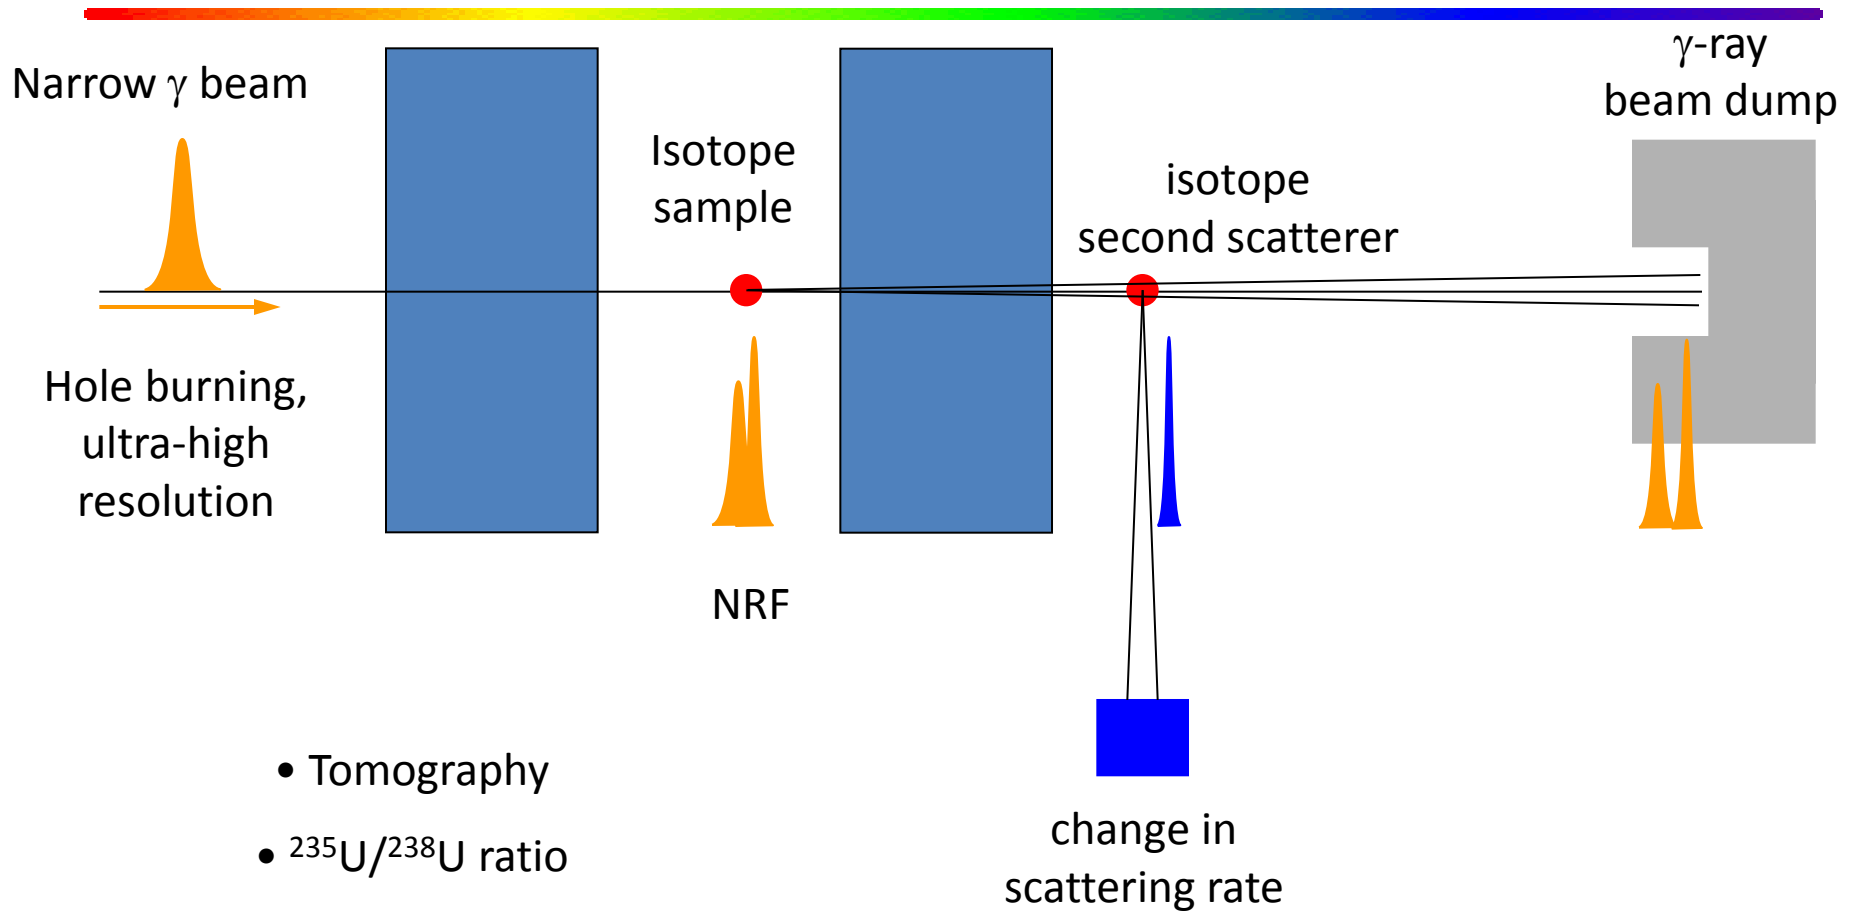 Narrow γ beam
Hole burning,
ultra-high
resolution
Isotope
sample
NRF
isotope
second scatterer
γ-ray
beam dump
• Tomography
• ²³⁵U/²³⁸U ratio
change in
scattering rate